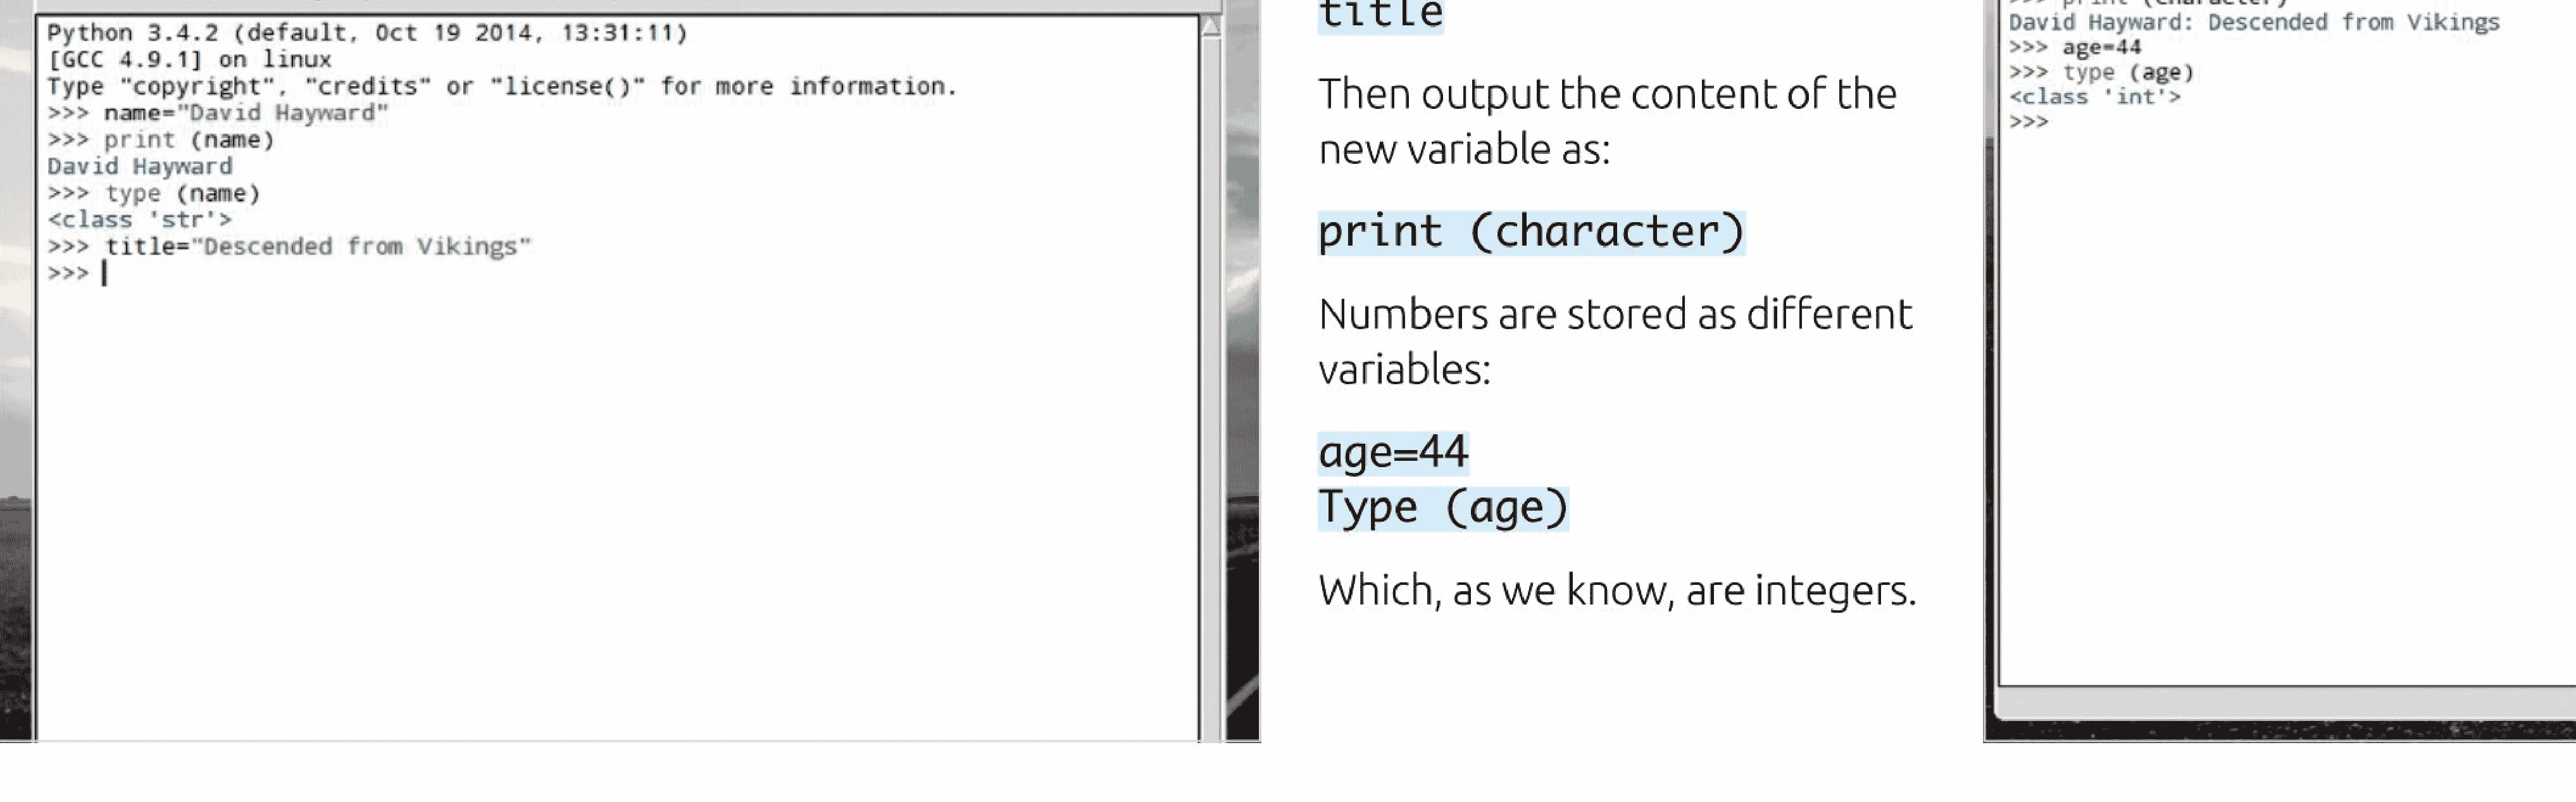 Python 3.4.2 (default, Oct 19 2014, 13:31:11)
[GCC 4.9.1] on linux
Type "copyright", "credits" or "license()" for more information.
>>> name="David Hayward"
>>> print (name)
David Hayward
>>> type (name)
<class 'str'>
>>> title="Descended from Vikings"
>>>
title
Then output the content of the
new variable as:
print (character)
Numbers are stored as different
variables:
age=44
Type (age)
Which, as we know, are integers.
>>> print (character)
David Hayward: Descended from Vikings
>>> age=44
>>> type (age)
<class 'int'>
>>>